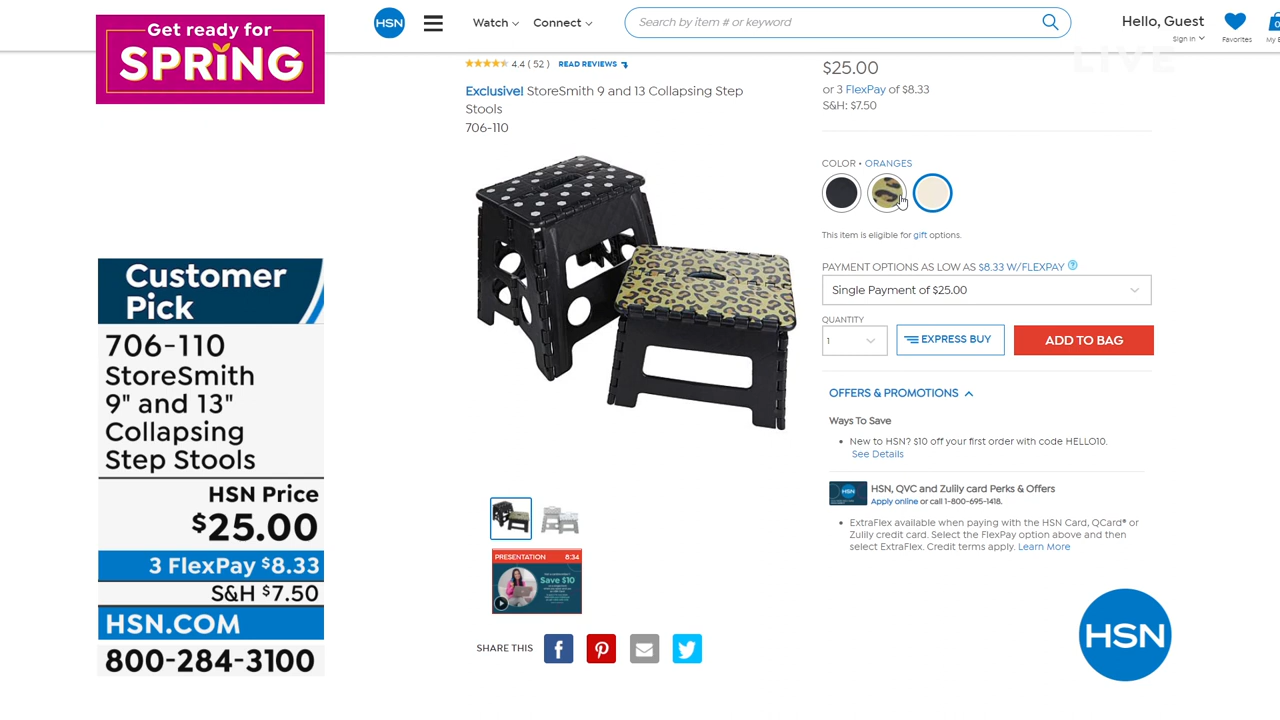 Get ready for
SPRING
HSN
Watch
Connect
Search by item # or keyword
Hello, Guest
Sign In
Favorites
LIVE
4.4 ( 52 ) READ REVIEWS
Exclusive! StoreSmith 9 and 13 Collapsing Step
Stools
706-110
$25.00
or 3 FlexPay of $8.33
S&H: $7.50
COLOR • ORANGES
This item is eligible for gift options.
PAYMENT OPTIONS AS LOW AS $8.33 W/FLEXPAY ?
Single Payment of $25.00
QUANTITY
1
EXPRESS BUY
ADD TO BAG
OFFERS & PROMOTIONS
Ways To Save
• New to HSN? $10 off your first order with code HELLO10.
See Details
HSN, QVC and Zulily card Perks & Offers
Apply online or call 1-800-695-1418.
• ExtraFlex available when paying with the HSN Card, QCard® or
Zulily credit card. Select the FlexPay option above and then
select ExtraFlex. Credit terms apply. Learn More
Customer
Pick
706-110
StoreSmith
9" and 13"
Collapsing
Step Stools
HSN Price
$25.00
3 FlexPay $8.33
S&H $7.50
HSN.COM
800-284-3100
PRESENTATION 8:34
Save $10
SHARE THIS
HSN